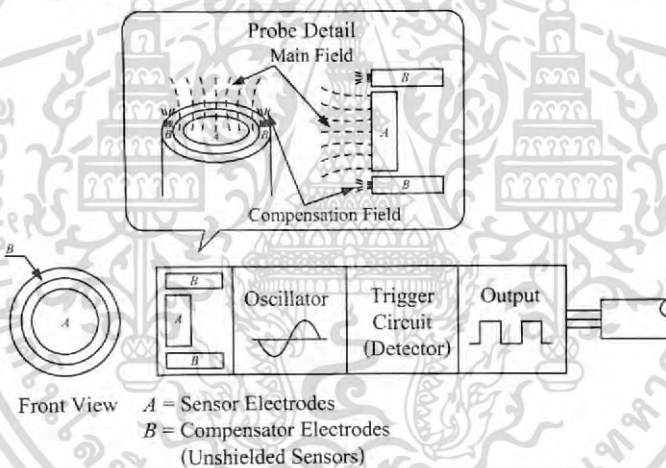 Probe Detail
Main Field
B
A
B
B
B
Compensation Field
B
A
B
A
B
Oscillator
Trigger
Circuit
(Detector)
Output
Front View
A = Sensor Electrodes
B = Compensator Electrodes
(Unshielded Sensors)